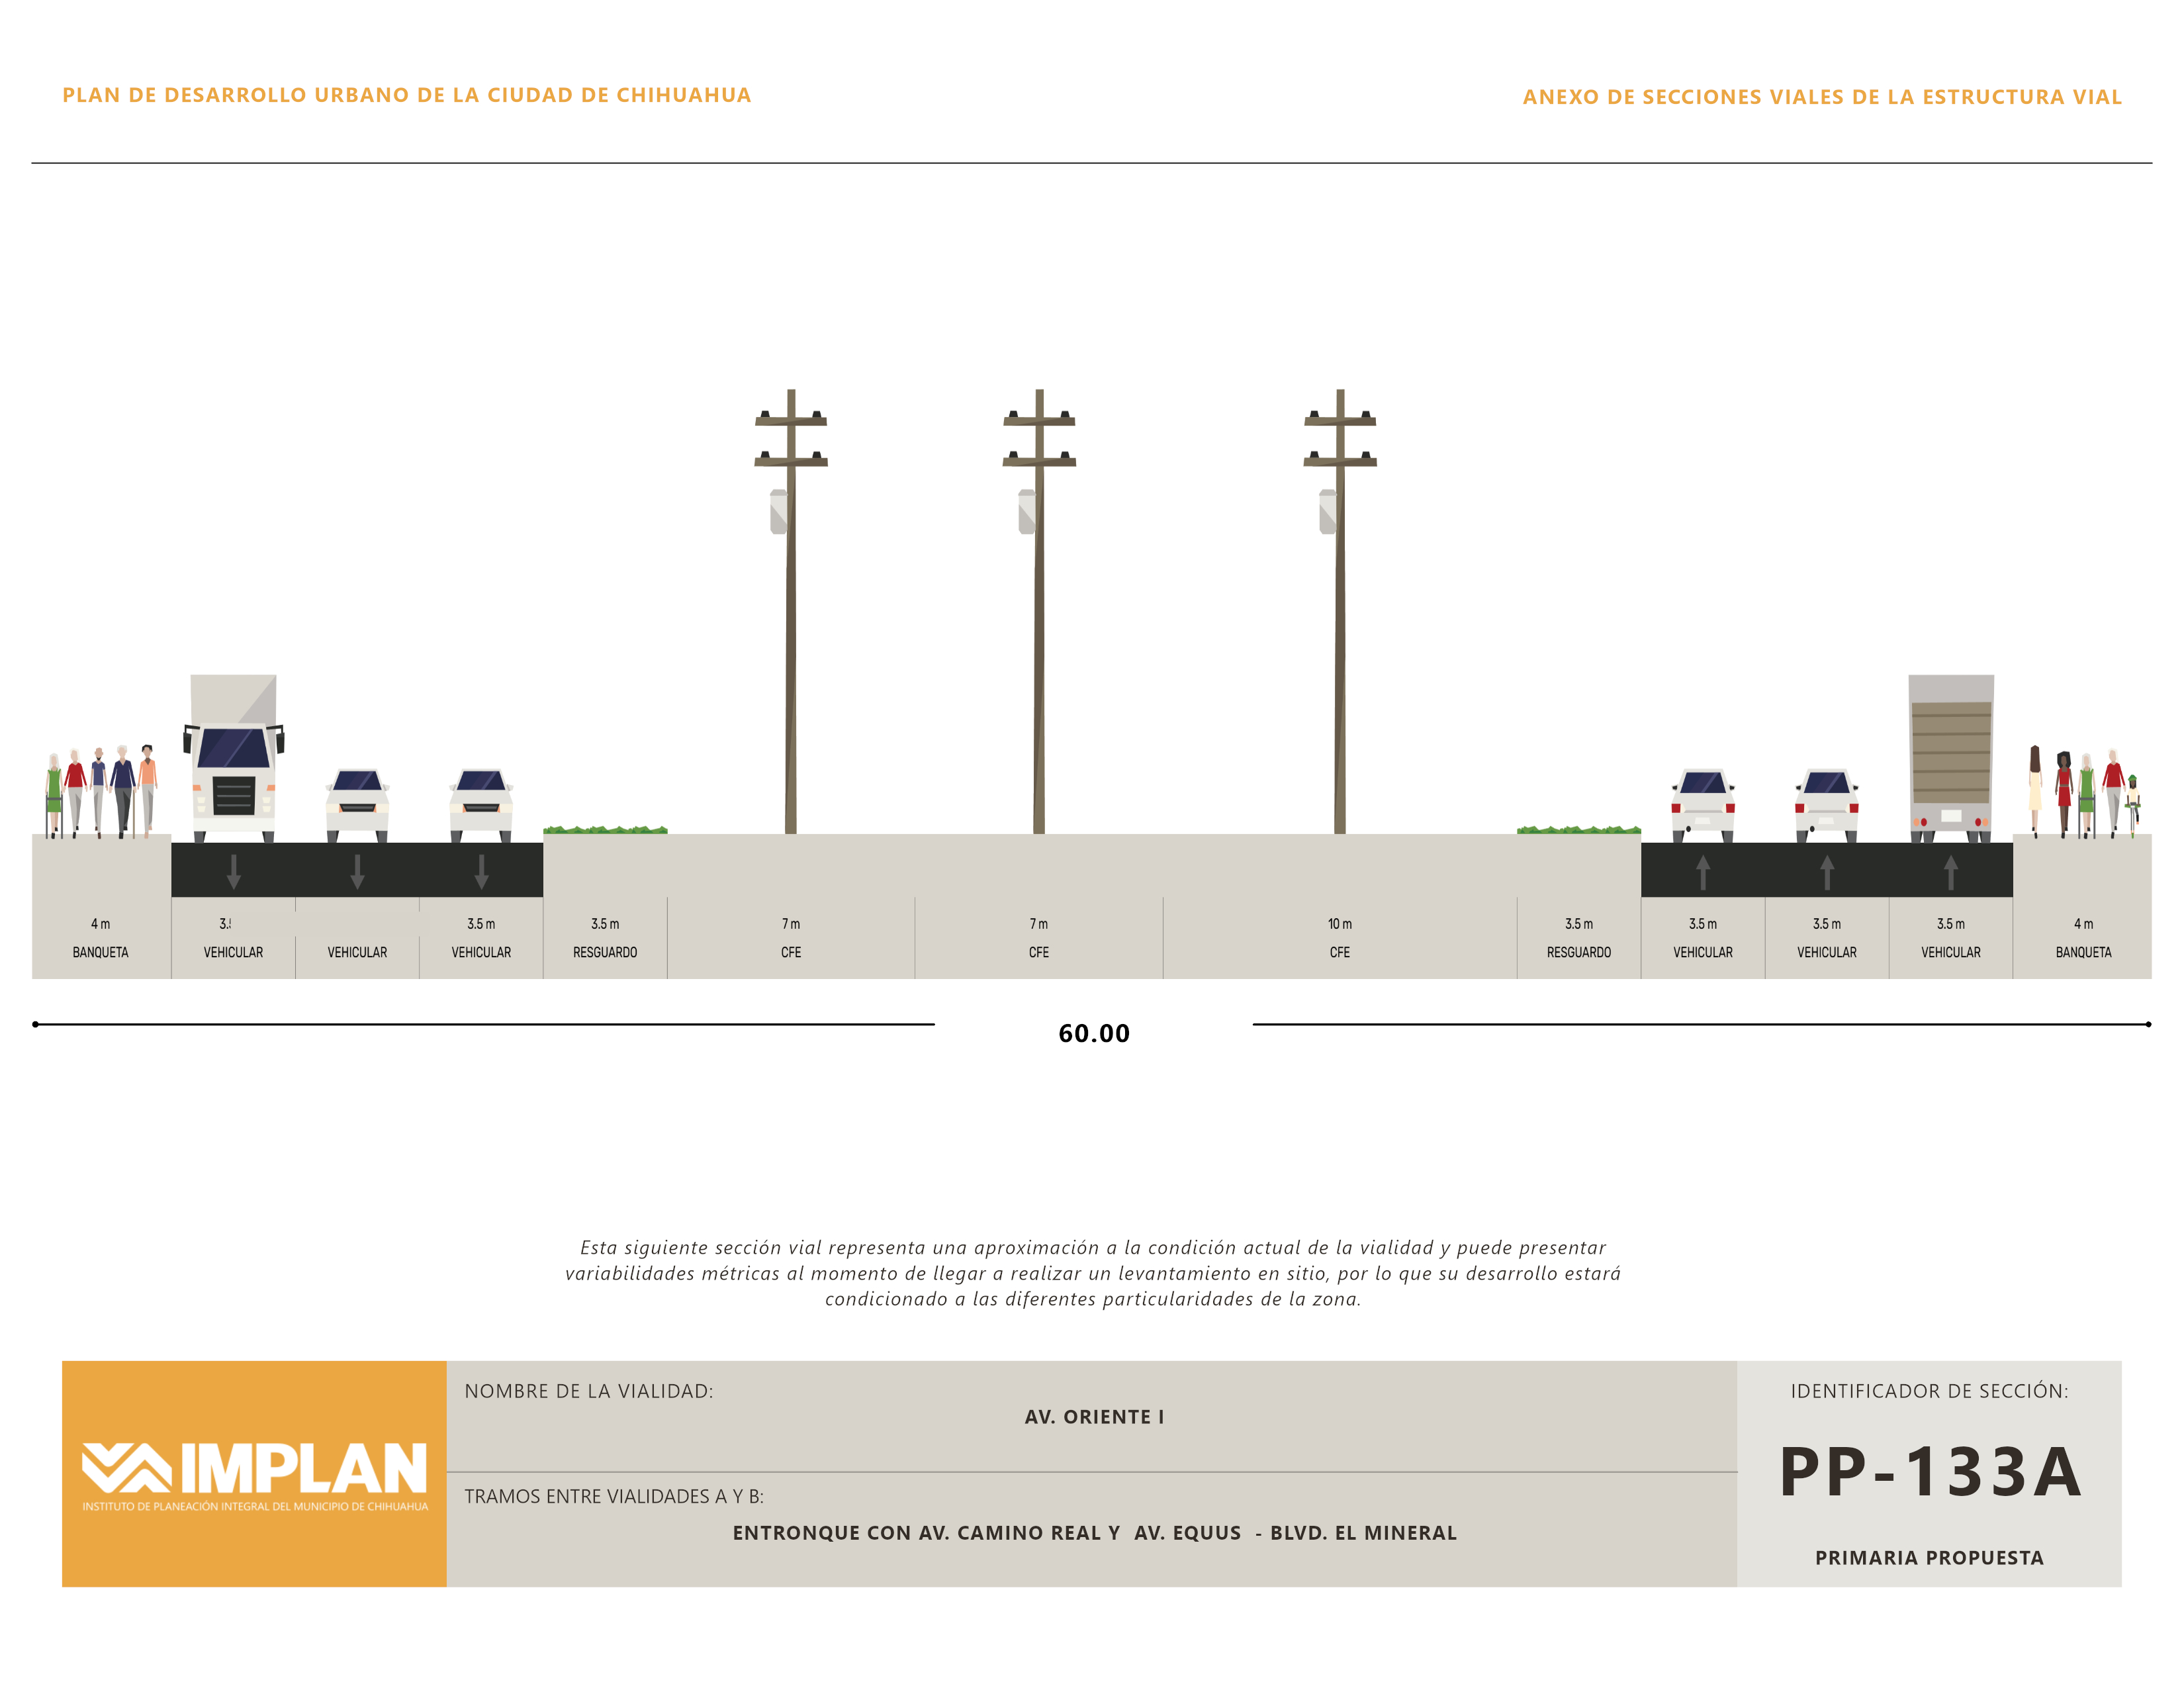 PLAN DE DESARROLLO URBANO DE LA CIUDAD DE CHIHUAHUA
ANEXO DE SECCIONES VIALES DE LA ESTRUCTURA VIAL
4 m 3. 3.5 m 3.5 m 7 m 7 m 10 m 3.5 m 3.5 m 3.5 m 3.5 m 4 m
BANQUETA VEHICULAR VEHICULAR VEHICULAR RESGUARDO CFE CFE CFE RESGUARDO VEHICULAR VEHICULAR VEHICULAR BANQUETA
60.00
Esta siguiente sección vial representa una aproximación a la condición actual de la vialidad y puede presentar
variabilidades métricas al momento de llegar a realizar un levantamiento en sitio, por lo que su desarrollo estará
condicionado a las diferentes particularidades de la zona.
IMPLAN
INSTITUTO DE PLANEACIÓN INTEGRAL DEL MUNICIPIO DE CHIHUAHUA
NOMBRE DE LA VIALIDAD:
AV. ORIENTE I
TRAMOS ENTRE VIALIDADES A Y B:
ENTRONQUE CON AV. CAMINO REAL Y AV. EQUUS - BLVD. EL MINERAL
IDENTIFICADOR DE SECCIÓN:
PP-133A
PRIMARIA PROPUESTA